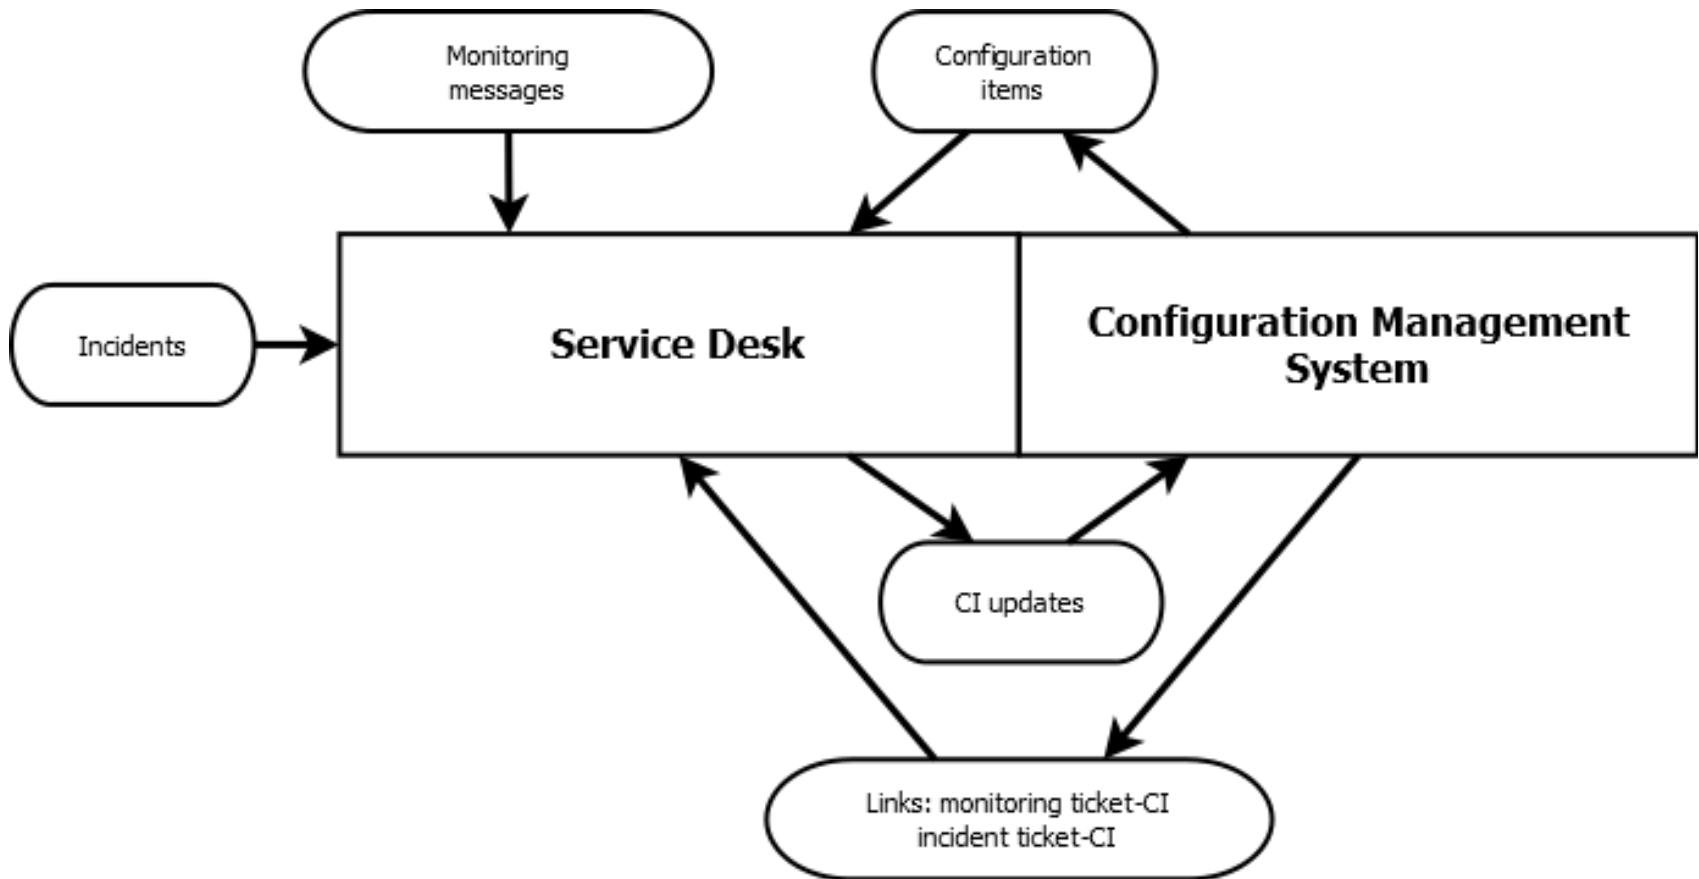 Monitoring
messages
Configuration
items
Incidents
Service Desk
Configuration Management
System
CI updates
Links: monitoring ticket-CI
incident ticket-CI